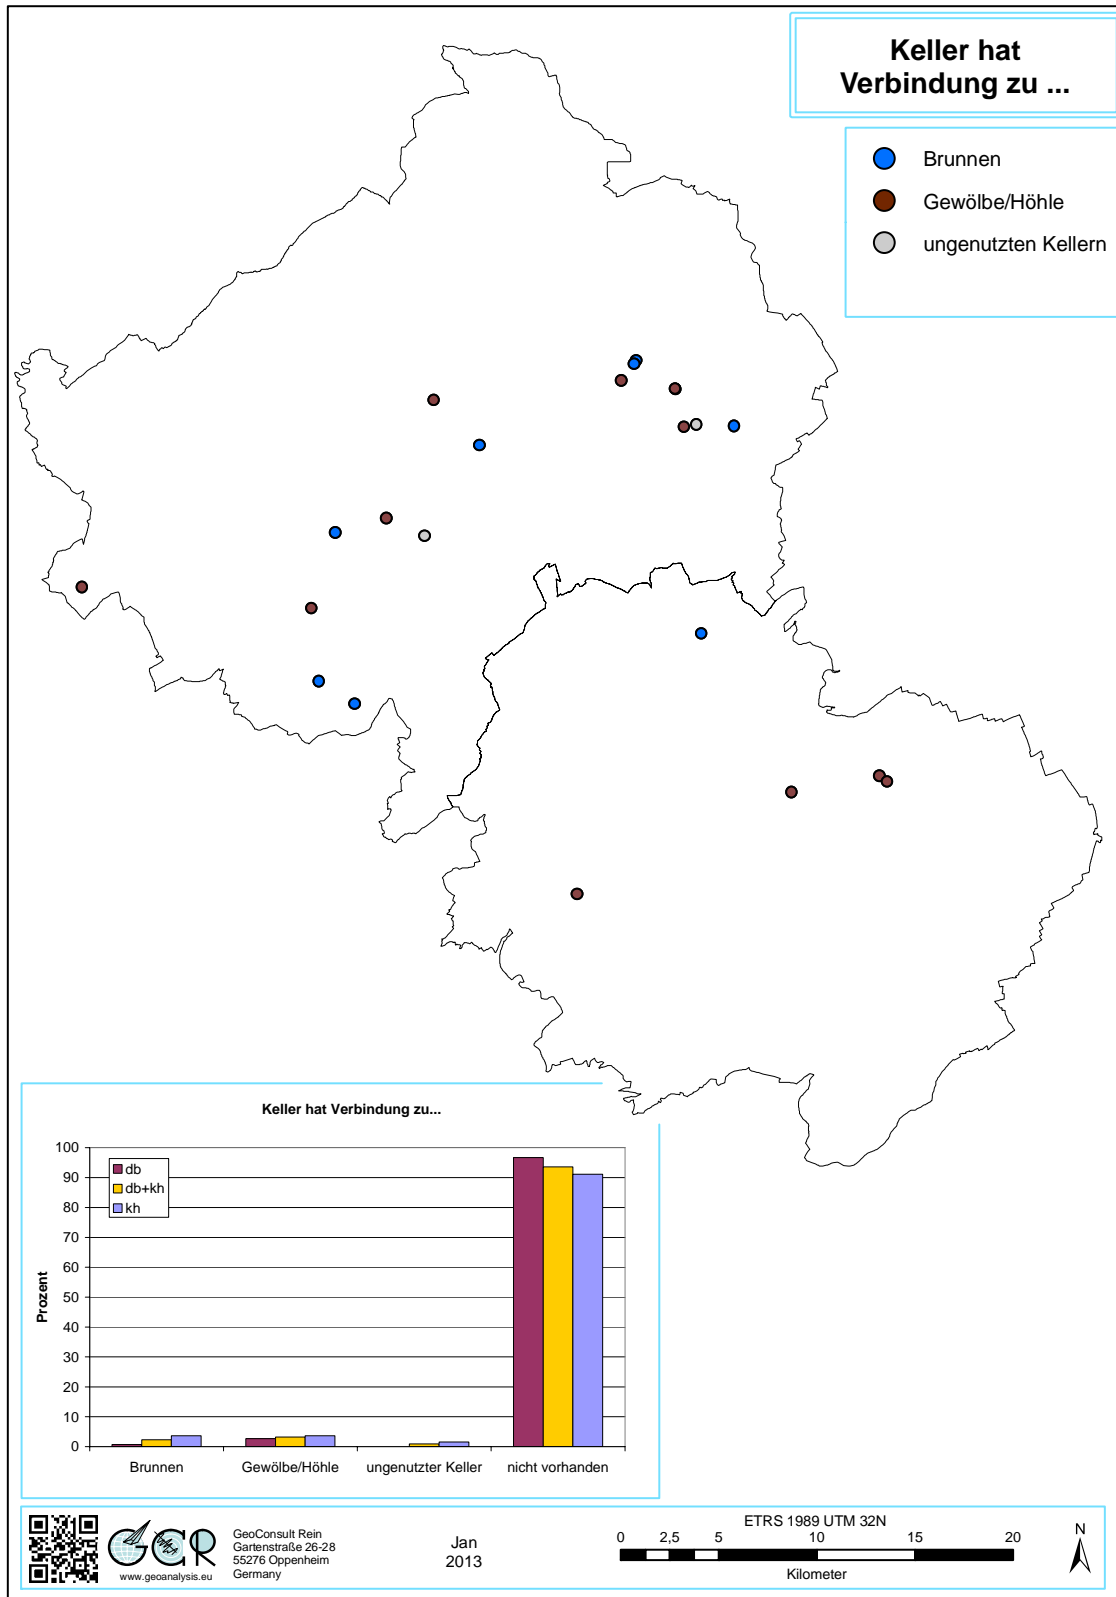 Keller hat
Verbindung zu ...
Brunnen
Gewölbe/Höhle
ungenutzten Kellern
Keller hat Verbindung zu...
100
90
80
70
60
50
40
30
20
10
0
Prozent
db
db+kh
kh
Brunnen
Gewölbe/Höhle
ungenutzter Keller
nicht vorhanden
www.geoanalysis.eu
GeoConsult Rein
Gartenstraße 26-28
55276 Oppenheim
Germany
Jan
2013
ETRS 1989 UTM 32N
0 2,5 5 10 15 20
Kilometer
N